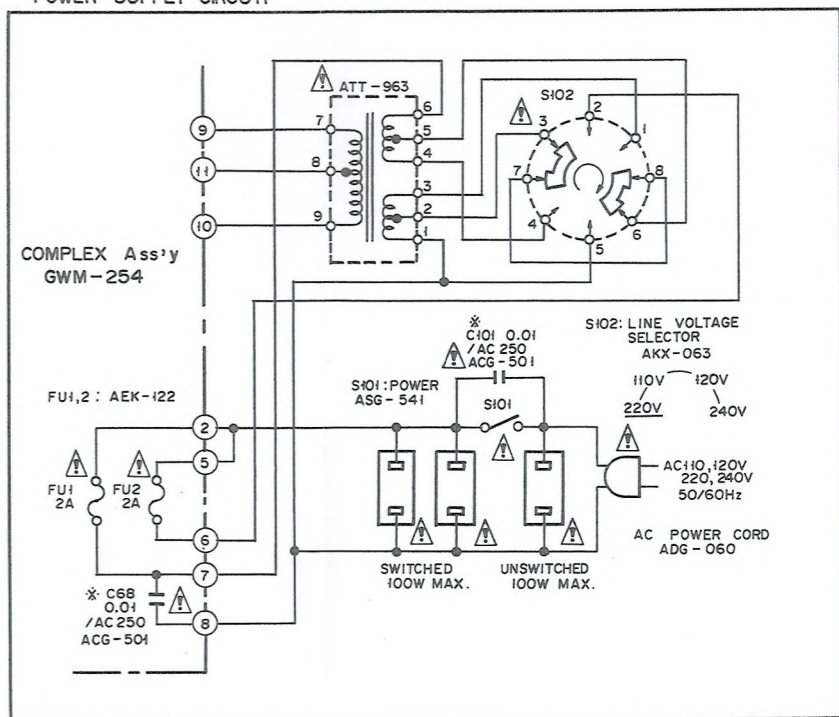 POWER SUPPLY CIRCUIT
ATT-963
S102
6
5
4
3
2
1
7
8
9
3
2
1
7
8
4
5
6
9
11
10
COMPLEX Ass'y
GWM-254
※
C101 0.01
/AC 250
ACG-501
S102: LINE VOLTAGE
SELECTOR
AKX-063
110V 120V
220V 240V
S101: POWER
ASG-541
S101
FU1,2: AEK-122
2
5
6
7
8
FU1
2A
FU2
2A
AC110,120V
220,240V
50/60Hz
AC POWER CORD
ADG-060
SWITCHED
100W MAX.
UNSWITCHED
100W MAX.
※ C68
0.01
/AC250
ACG-501